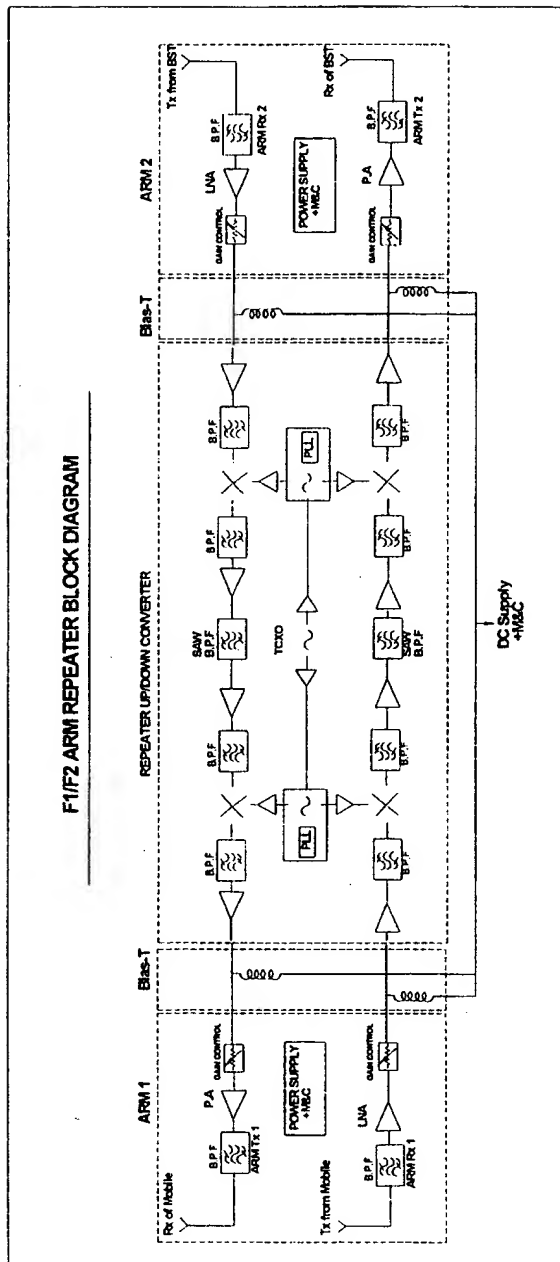 F1/F2 ARM REPEATER BLOCK DIAGRAM
ARM 1
Bias-T
REPEATER UP/DOWN CONVERTER
Bias-T
ARM 2
Rx of Mobile
B.P.F
ARM Tx 1
P.A
GAIN CONTROL
B.P.F
B.P.F
SAW
B.P.F
B.P.F
B.P.F
GAIN CONTROL
LNA
B.P.F
ARM Rx 2
Tx from BST
POWER SUPPLY
+M&C
PLL
TCXO
PLL
POWER SUPPLY
+M&C
Tx from Mobile
B.P.F
ARM Rx 1
LNA
GAIN CONTROL
B.P.F
B.P.F
SAW
B.P.F
B.P.F
B.P.F
GAIN CONTROL
P.A
B.P.F
ARM Tx 2
Rx of BST
DC Supply
+M&C